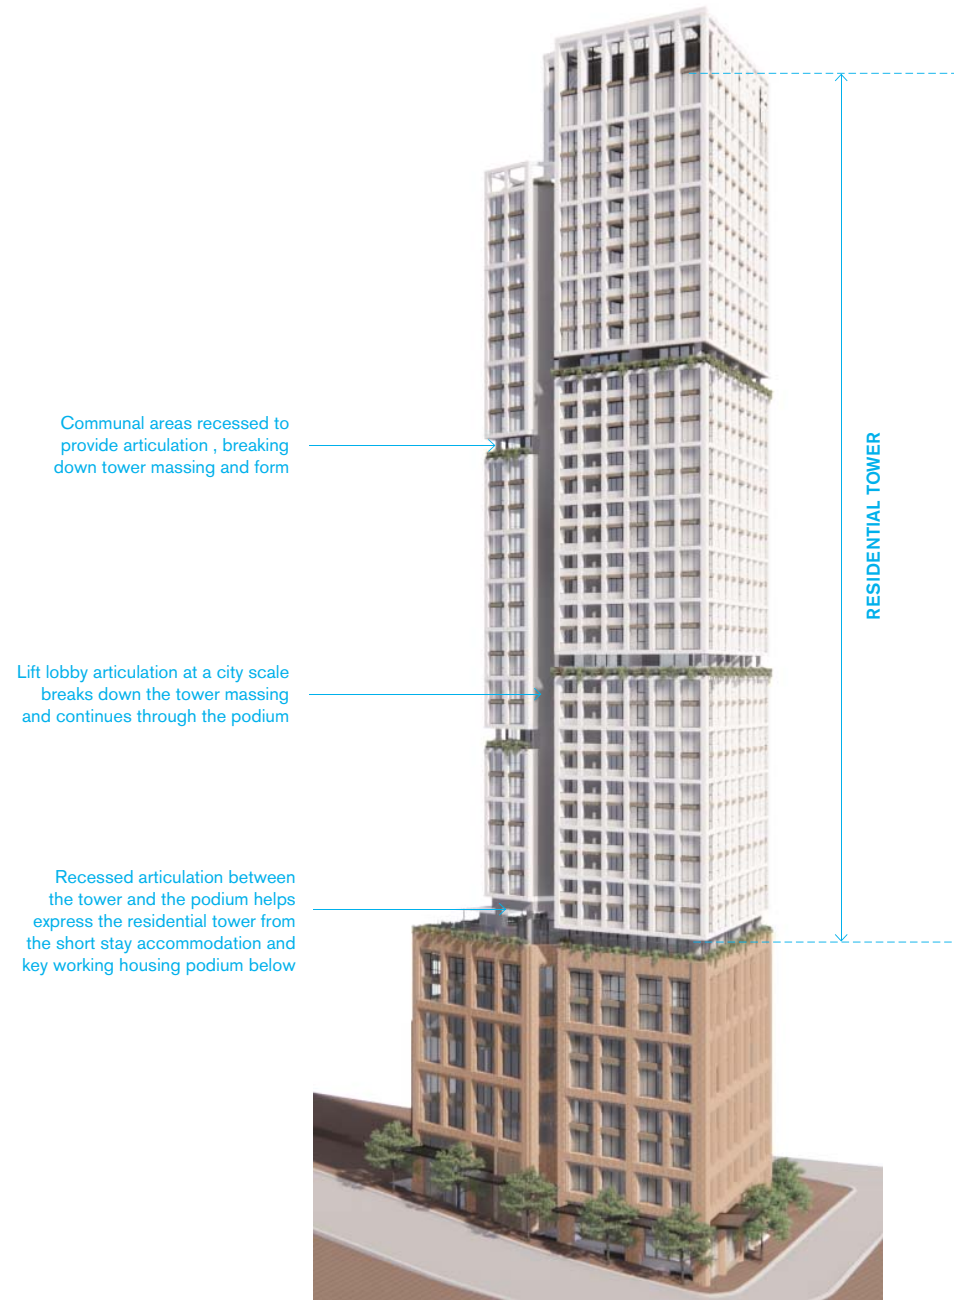 Communal areas recessed to
provide articulation , breaking
down tower massing and form
RESIDENTIAL TOWER
Lift lobby articulation at a city scale
breaks down the tower massing
and continues through the podium
Recessed articulation between
the tower and the podium helps
express the residential tower from
the short stay accommodation and
key working housing podium below